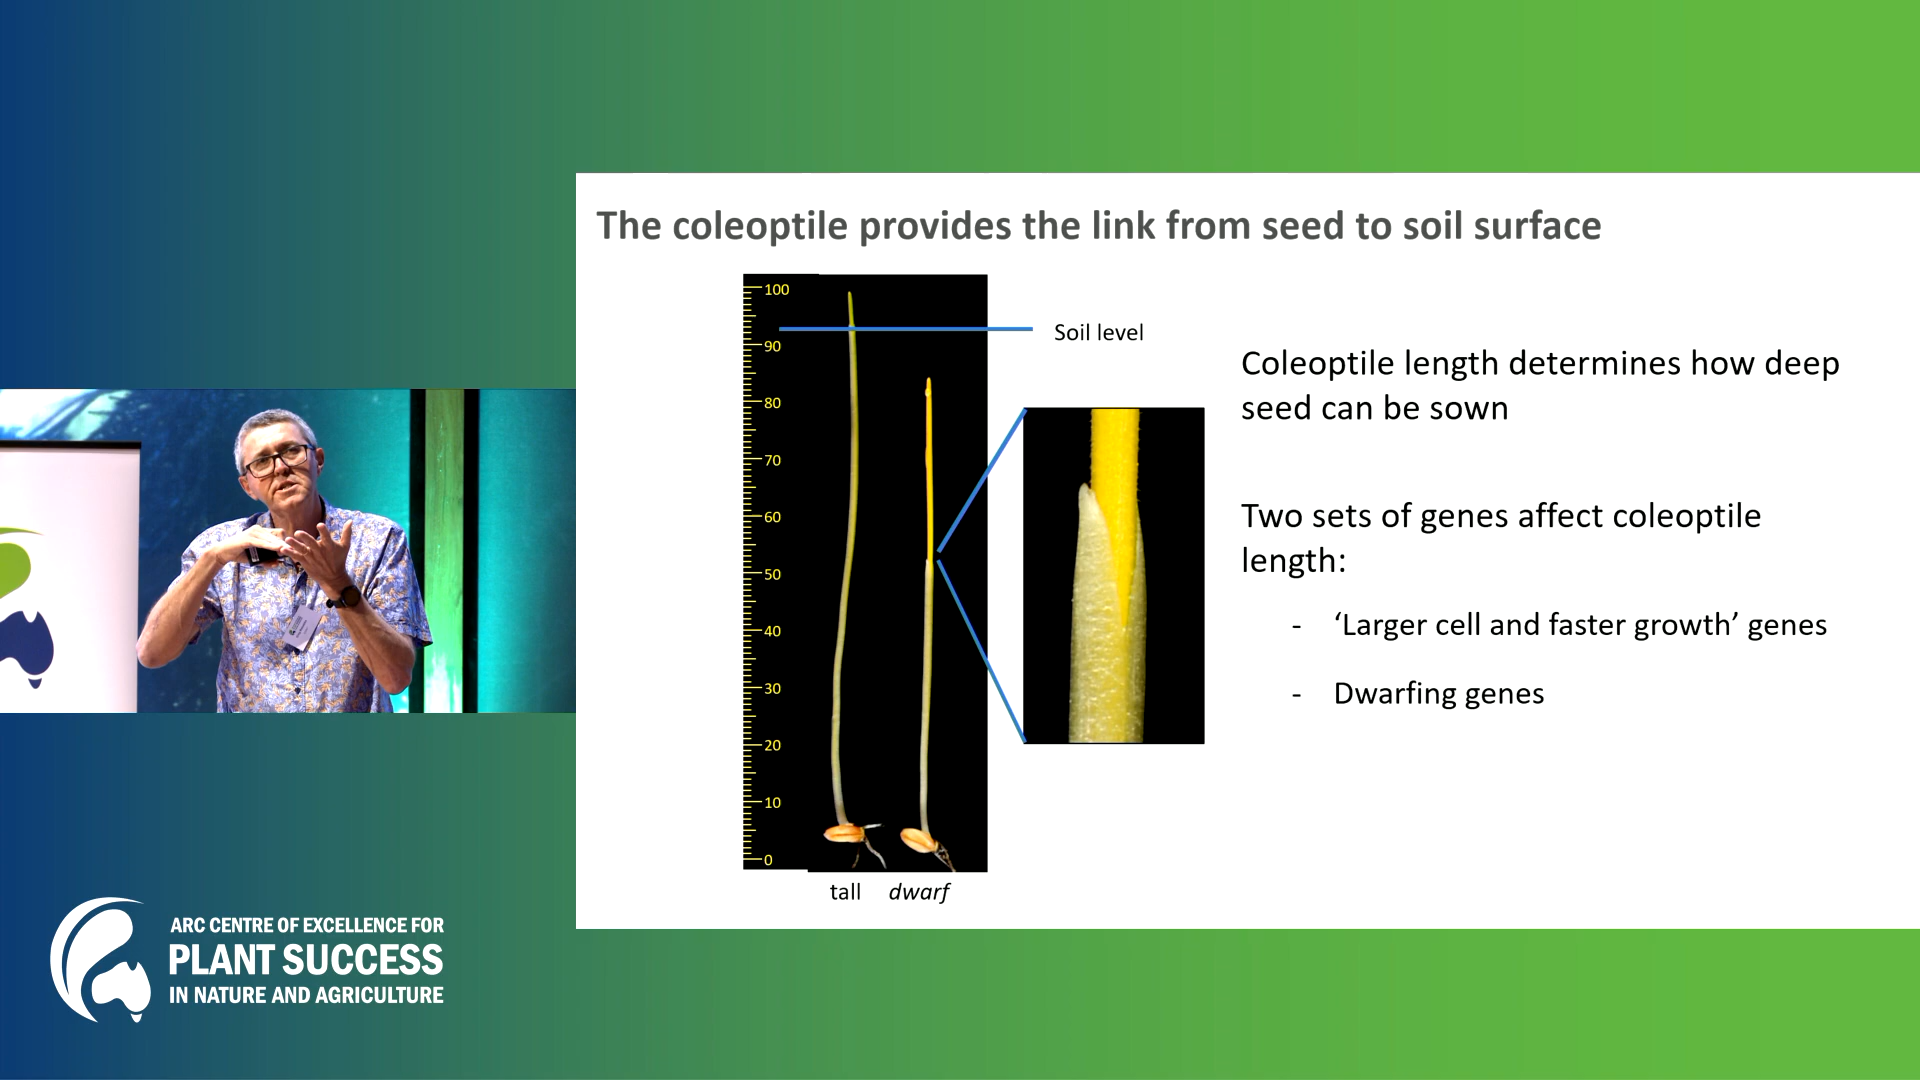 The coleoptile provides the link from seed to soil surface
100
90
80
70
60
50
40
30
20
10
0
Soil level
tall dwarf
Coleoptile length determines how deep
seed can be sown
Two sets of genes affect coleoptile
length:
- ‘Larger cell and faster growth’ genes
- Dwarfing genes
ARC CENTRE OF EXCELLENCE FOR
PLANT SUCCESS
IN NATURE AND AGRICULTURE